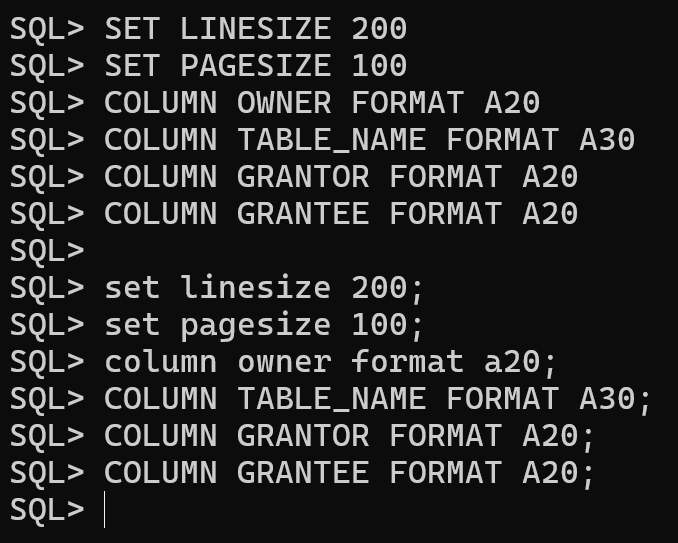 SQL> SET LINESIZE 200
SQL> SET PAGESIZE 100
SQL> COLUMN OWNER FORMAT A20
SQL> COLUMN TABLE_NAME FORMAT A30
SQL> COLUMN GRANTOR FORMAT A20
SQL> COLUMN GRANTEE FORMAT A20
SQL>
SQL> set linesize 200;
SQL> set pagesize 100;
SQL> column owner format a20;
SQL> COLUMN TABLE_NAME FORMAT A30;
SQL> COLUMN GRANTOR FORMAT A20;
SQL> COLUMN GRANTEE FORMAT A20;
SQL>